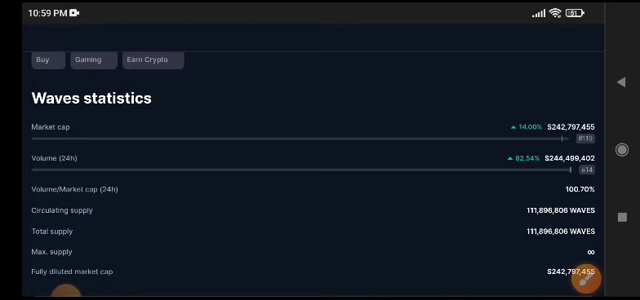 10:59 PM 51
Buy Gaming Earn Crypto
Waves statistics
Market cap ▲ 14.00% $242,797,455
#119
Volume (24h) ▲ 82.54% $244,499,402
#14
Volume/Market cap (24h) 100.70%
Circulating supply 111,896,806 WAVES
Total supply 111,896,806 WAVES
Max. supply ∞
Fully diluted market cap $242,797,455